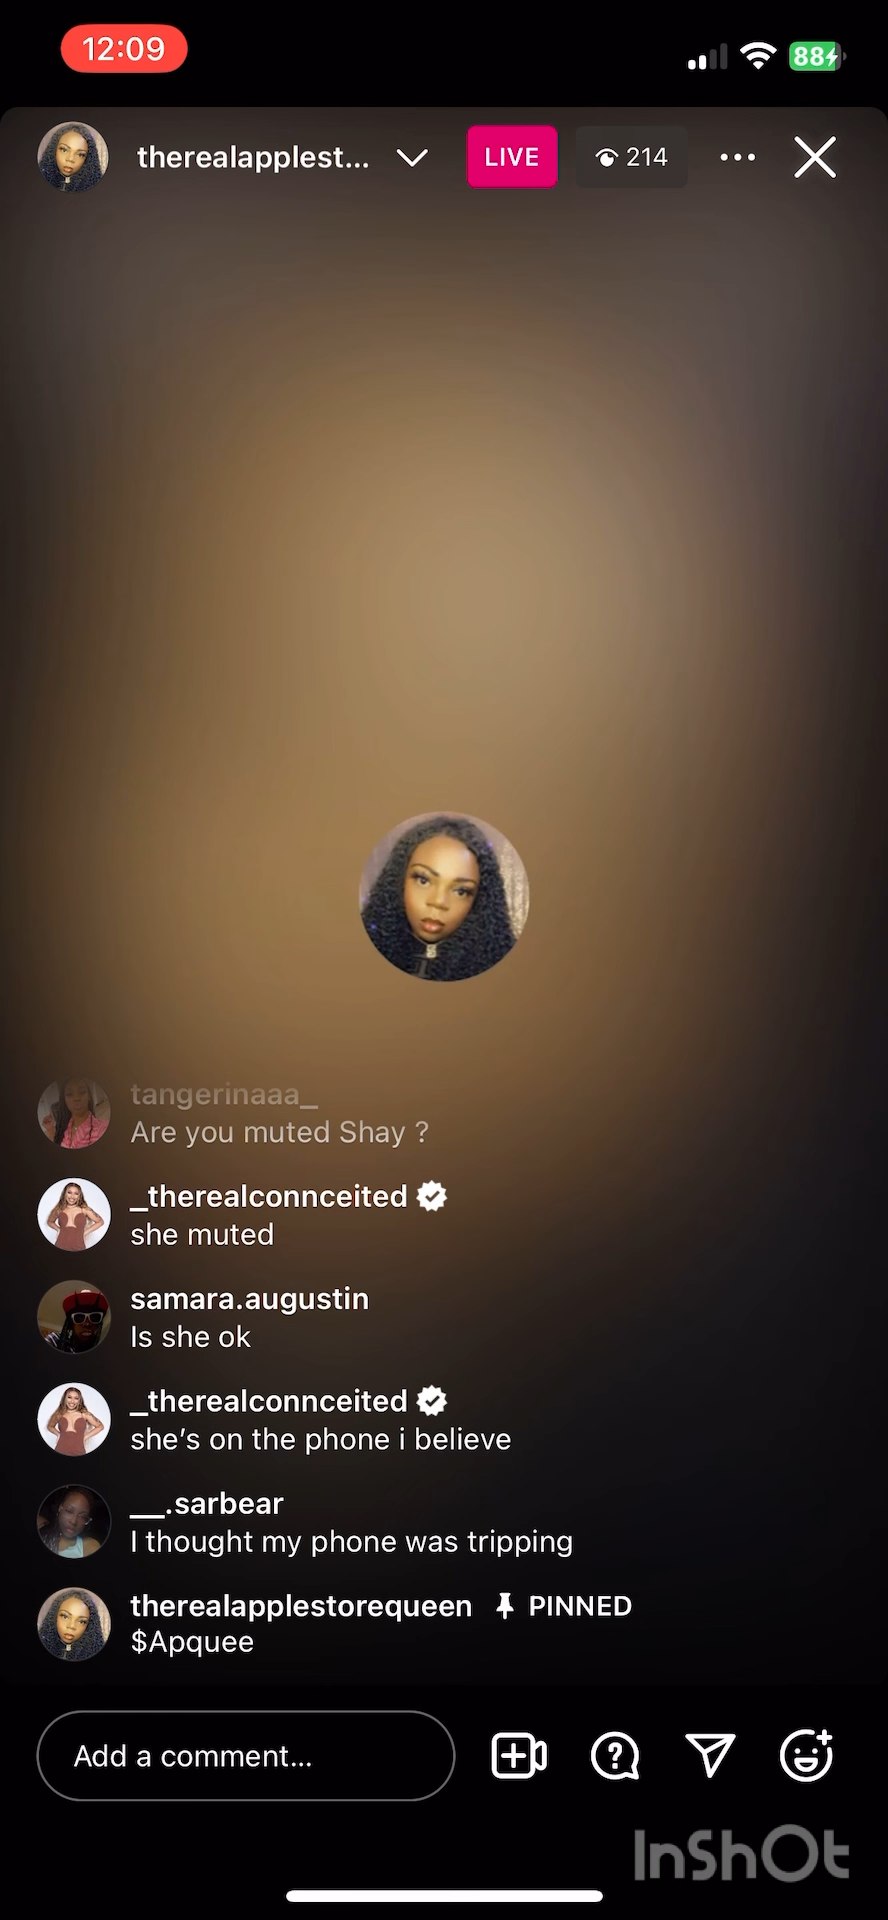 12:09
88
therealapplest...
LIVE
214
tangerinaaa_
Are you muted Shay ?
_therealconnceited
she muted
samara.augustin
Is she ok
_therealconnceited
she's on the phone i believe
__.sarbear
I thought my phone was tripping
therealapplestorequeen PINNED
$Apquee
Add a comment...
InShOt